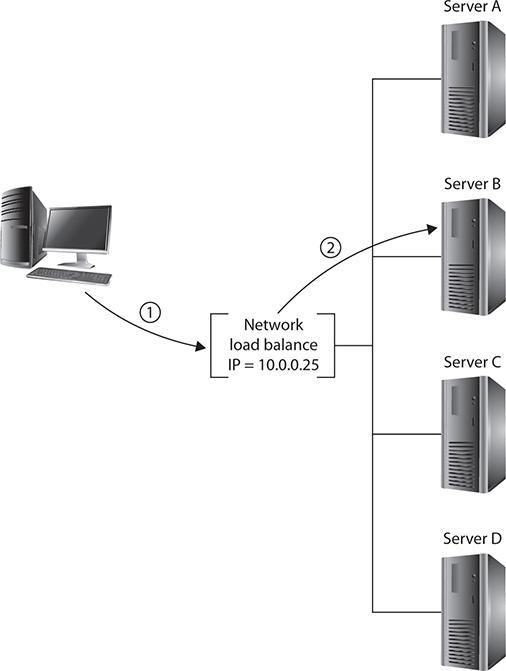 Server A
Server B
②
①
Network
load balance
IP = 10.0.0.25
Server C
Server D